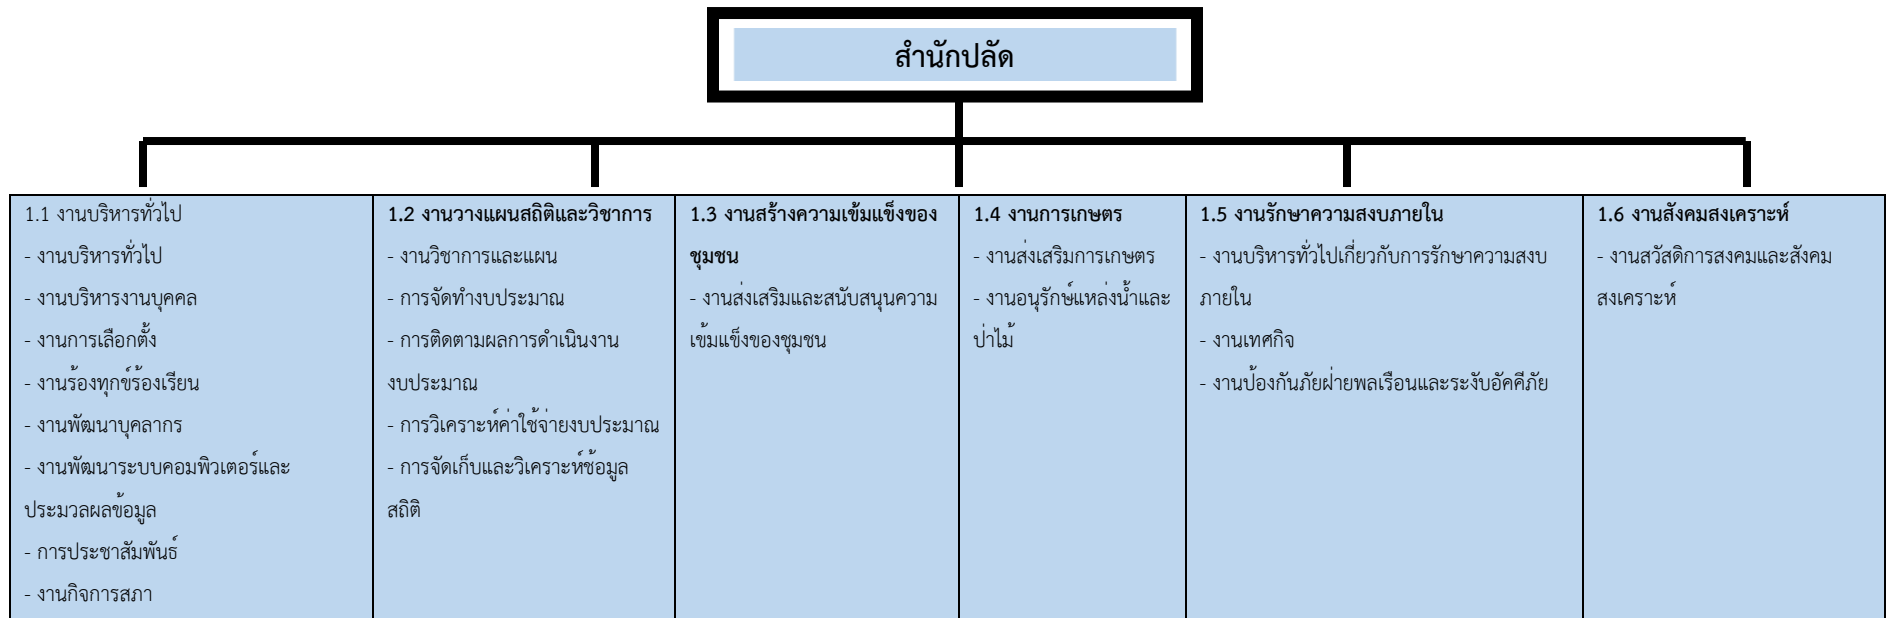 สำนักปลัด
1.1 งานบริหารทั่วไป
- งานบริหารทั่วไป
- งานบริหารงานบุคคล
- งานการเลือกตั้ง
- งานร้องทุกข์ร้องเรียน
- งานพัฒนาบุคลากร
- งานพัฒนาระบบคอมพิวเตอร์และ
ประมวลผลข้อมูล
- การประชาสัมพันธ์
- งานกิจการสภา
1.2 งานวางแผนสถิติและวิชาการ
- งานวิชาการและแผน
- การจัดทำงบประมาณ
- การติดตามผลการดำเนินงาน
งบประมาณ
- การวิเคราะห์ค่าใช้จ่ายงบประมาณ
- การจัดเก็บและวิเคราะห์ช้อมูล
สถิติ
1.3 งานสร้างความเข้มแข็งของ
ชุมชน
- งานส่งเสริมและสนับสนุนความ
เข้มแข็งของชุมชน
1.4 งานการเกษตร
- งานส่งเสริมการเกษตร
- งานอนุรักษ์แหล่งน้ำและ
ป่าไม้
1.5 งานรักษาความสงบภายใน
- งานบริหารทั่วไปเกี่ยวกับการรักษาความสงบ
ภายใน
- งานเทศกิจ
- งานป้องกันภัยฝ่ายพลเรือนและระงับอัคคีภัย
1.6 งานสังคมสงเคราะห์
- งานสวัสดิการสงคมและสังคม
สงเคราะห์